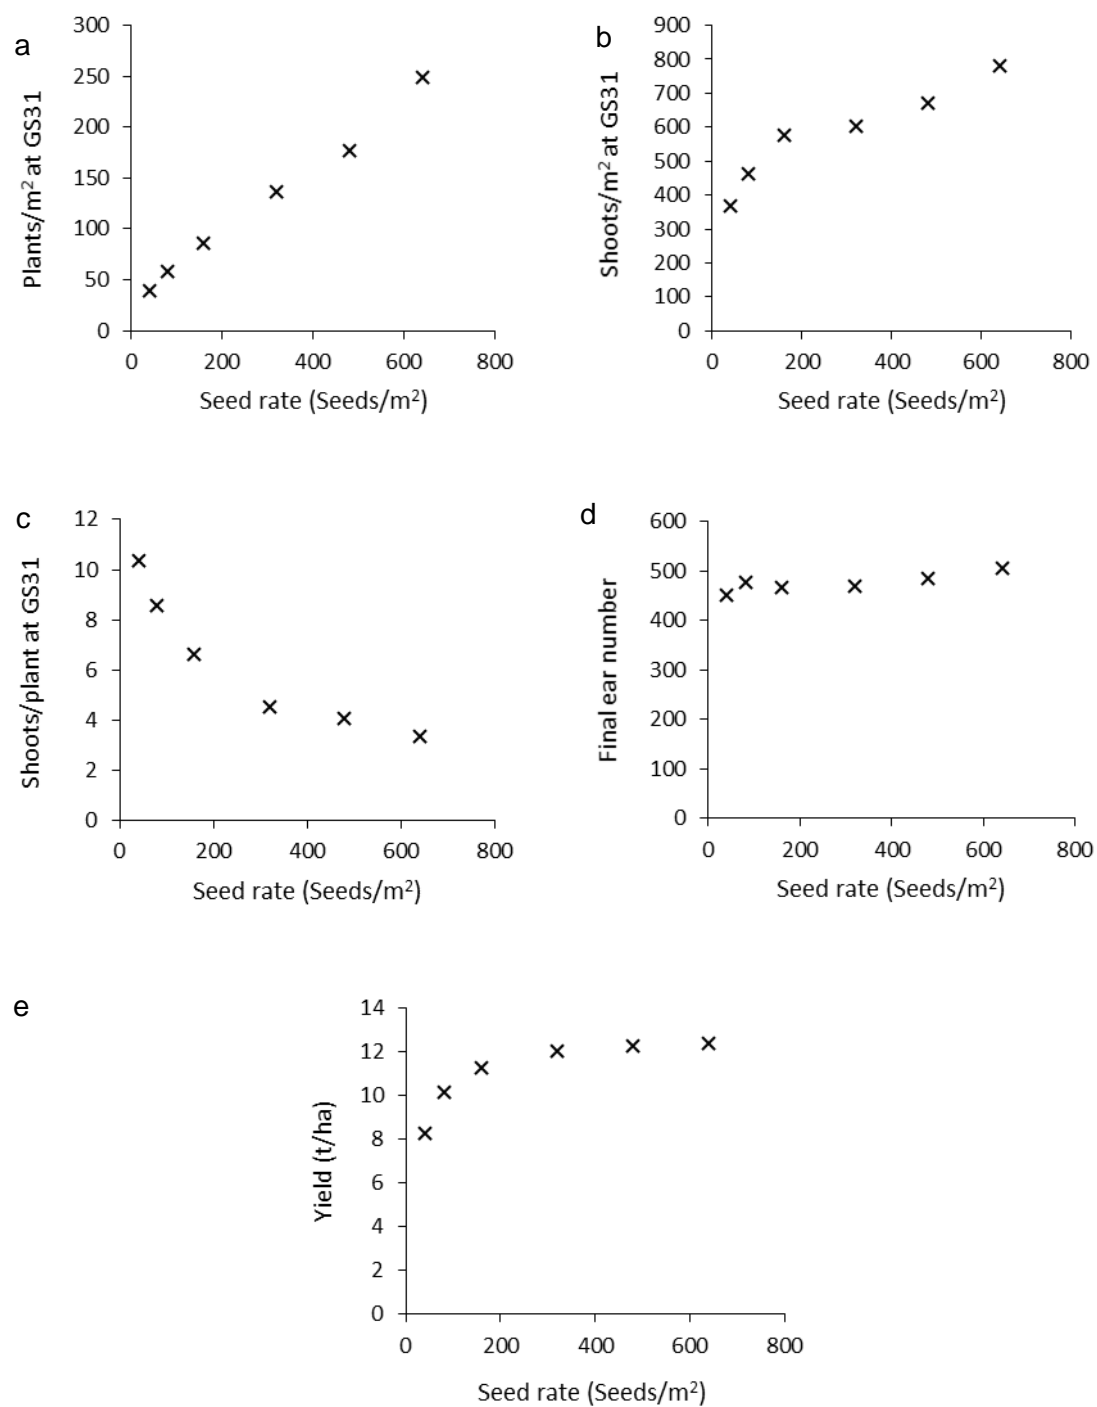 a
300
250
200
150
100
50
0
Plants/m² at GS31
0 200 400 600 800
Seed rate (Seeds/m²)
b
900
800
700
600
500
400
300
200
100
0
Shoots/m² at GS31
0 200 400 600 800
Seed rate (Seeds/m²)
c
12
10
8
6
4
2
0
Shoots/plant at GS31
0 200 400 600 800
Seed rate (Seeds/m²)
d
600
500
400
300
200
100
0
Final ear number
0 200 400 600 800
Seed rate (Seeds/m²)
e
14
12
10
8
6
4
2
0
Yield (t/ha)
0 200 400 600 800
Seed rate (Seeds/m²)